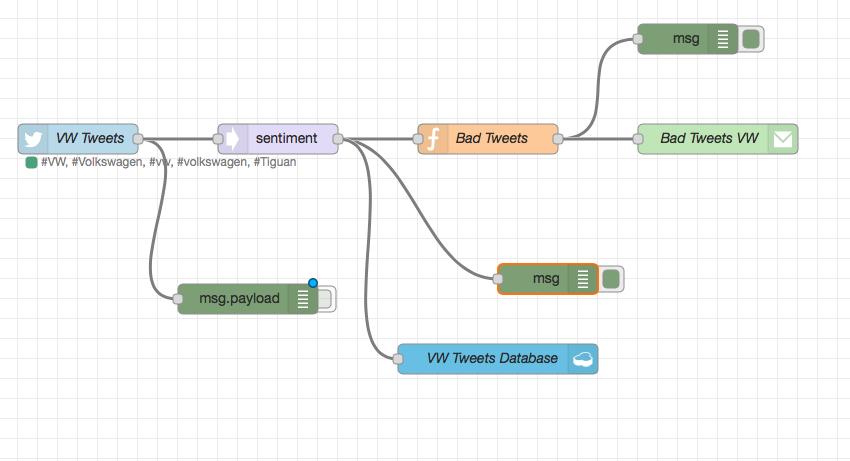 msg
VW Tweets
sentiment
Bad Tweets
Bad Tweets VW
#VW, #Volkswagen, #vw, #volkswagen, #Tiguan
msg
msg.payload
VW Tweets Database